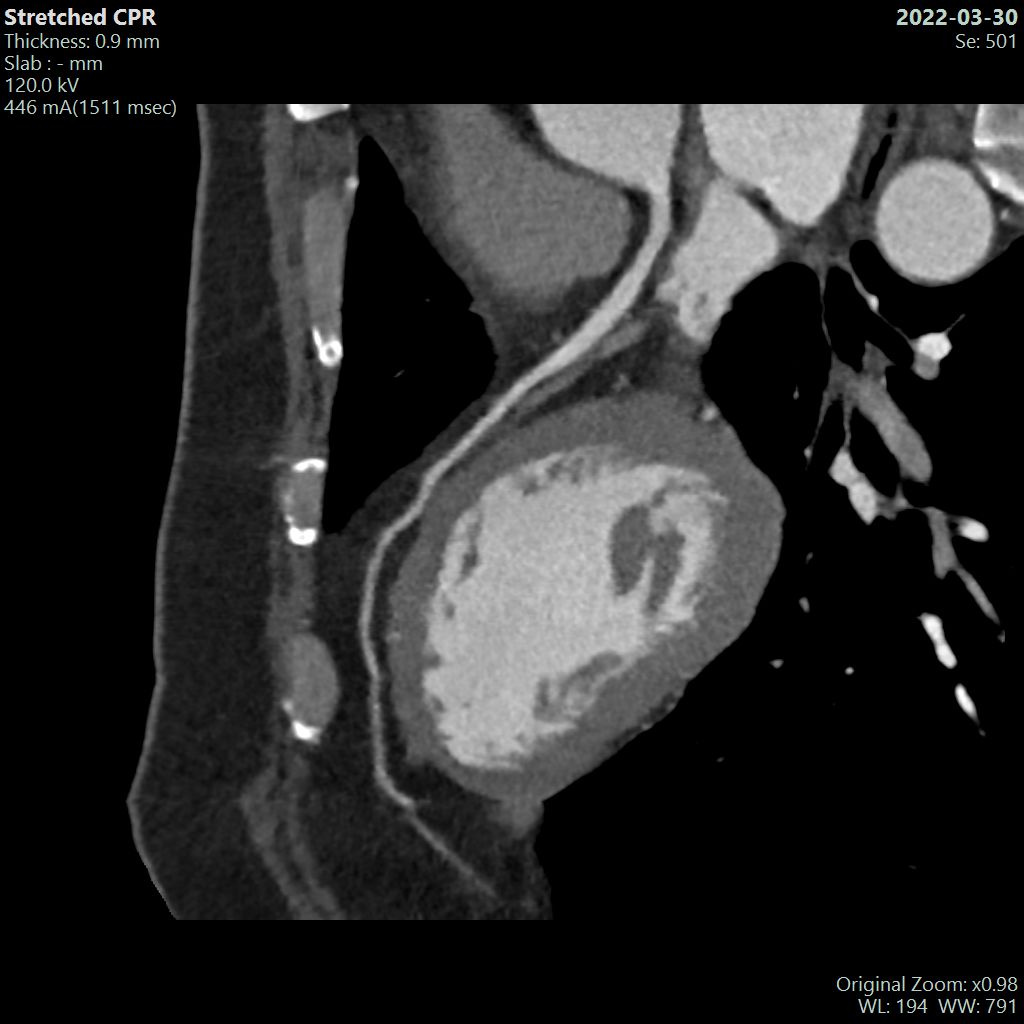 Stretched CPR
Thickness: 0.9 mm
Slab : - mm
120.0 kV
446 mA(1511 msec)
2022-03-30
Se: 501
Original Zoom: x0.98
WL: 194 WW: 791